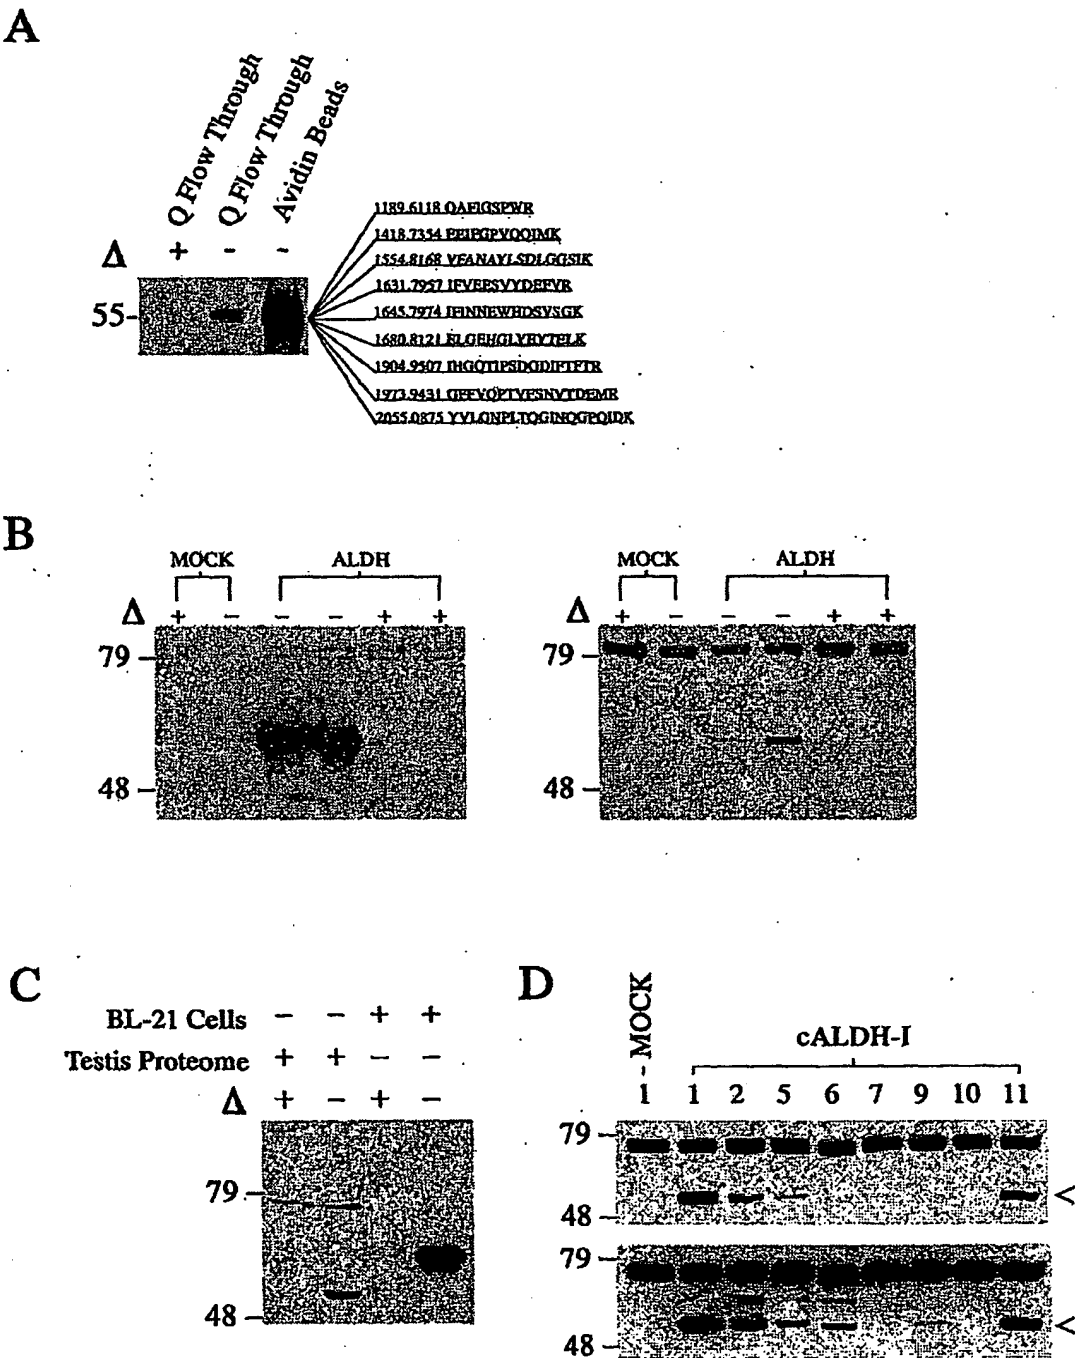 A
Q Flow Through
Q Flow Through
Avidin Beads
Δ + - -
55-
1189.6118 QAFIGSPWR
1418.7354 EEIFGPVQQIMK
1554.8168 VFANAYLSDLGGSIK
1631.7957 IFVEESVYDEFVR
1645.7974 IFINNEWHDSVSGK
1680.8121 ELGEHGLYEYTELK
1904.9507 IHGQTIPSDGDIFTFTR
1973.9431 GFFVQPTVFSNVTDEMR
2055.0875 YVLGNPLTQGINQGPQIDK
B
MOCK ALDH
Δ + - - - + +
79 -
48 -
MOCK ALDH
Δ + - - - + +
79 -
48 -
C
BL-21 Cells - - + +
Testis Proteome + + - -
Δ + - + -
79 -
48 -
D
- MOCK
cALDH-I
1 1 2 5 6 7 9 10 11
79 -
<
48 -
79 -
<
48 -